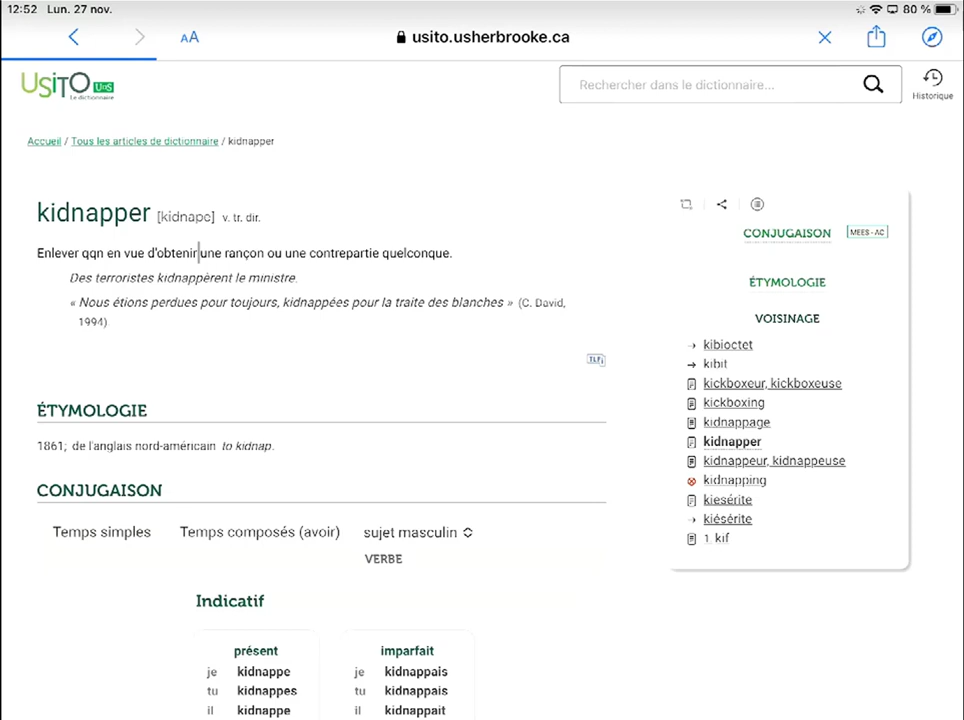 12:52 Lun. 27 nov. 80 %
AA usito.usherbrooke.ca
USITO UdS
Le dictionnaire
Rechercher dans le dictionnaire...
Historique
Accueil / Tous les articles de dictionnaire / kidnapper
kidnapper [kidnape] v. tr. dir.
Enlever qqn en vue d'obtenir une rançon ou une contrepartie quelconque.
Des terroristes kidnappèrent le ministre.
« Nous étions perdues pour toujours, kidnappées pour la traite des blanches » (C. David,
1994).
TLFi
ÉTYMOLOGIE
1861; de l'anglais nord-américain to kidnap.
CONJUGAISON
Temps simples Temps composés (avoir) sujet masculin
VERBE
Indicatif
présent
je kidnappe
tu kidnappes
il kidnappe
imparfait
je kidnappais
tu kidnappais
il kidnappait
CONJUGAISON MEES-AC
ÉTYMOLOGIE
VOISINAGE
→ kibioctet
→ kibit
kickboxeur, kickboxeuse
kickboxing
kidnappage
kidnapper
kidnappeur, kidnappeuse
kidnapping
kiesérite
→ kiésérite
1. kif